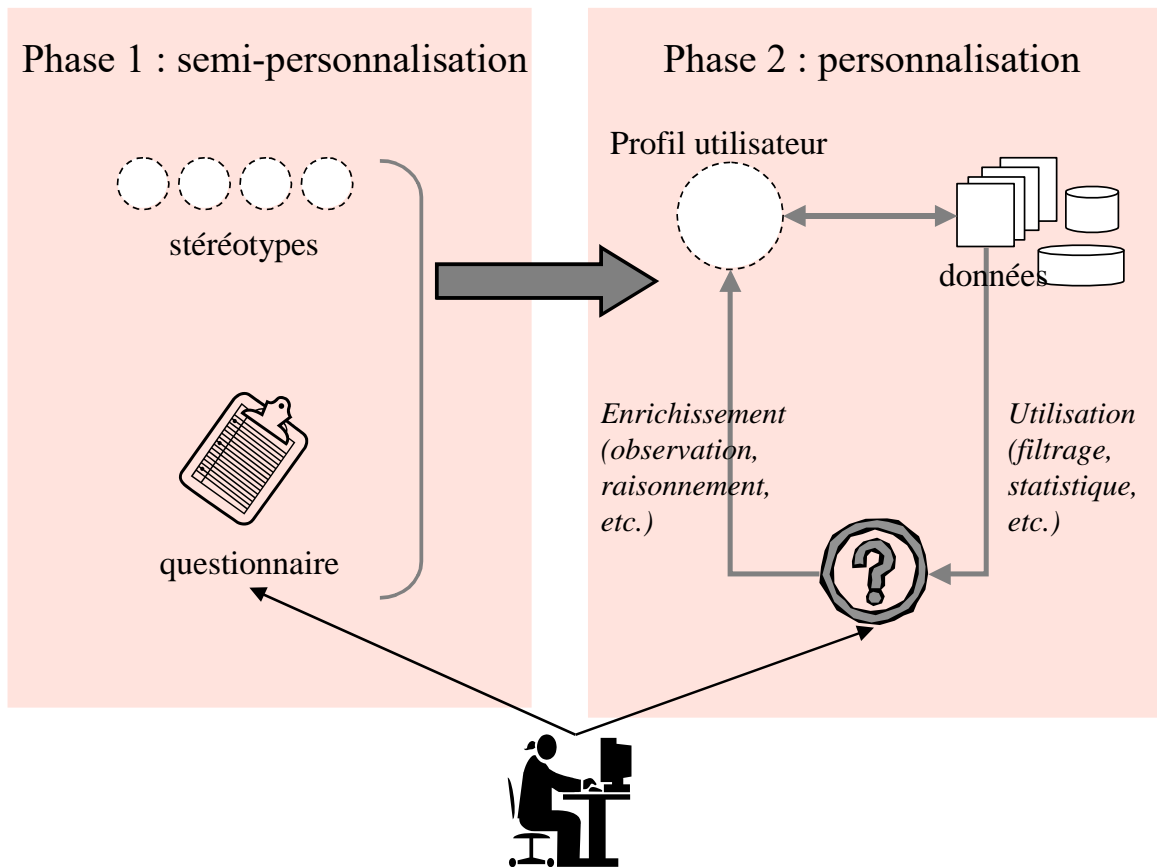 Phase 1 : semi-personnalisation
stéréotypes
questionnaire
Phase 2 : personnalisation
Profil utilisateur
données
Enrichissement
(observation,
raisonnement,
etc.)
Utilisation
(filtrage,
statistique,
etc.)
?